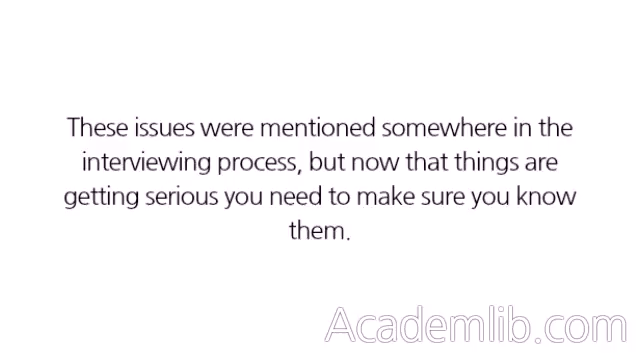 These issues were mentioned somewhere in the
interviewing process, but now that things are
getting serious you need to make sure you know
them.
Academlib.com